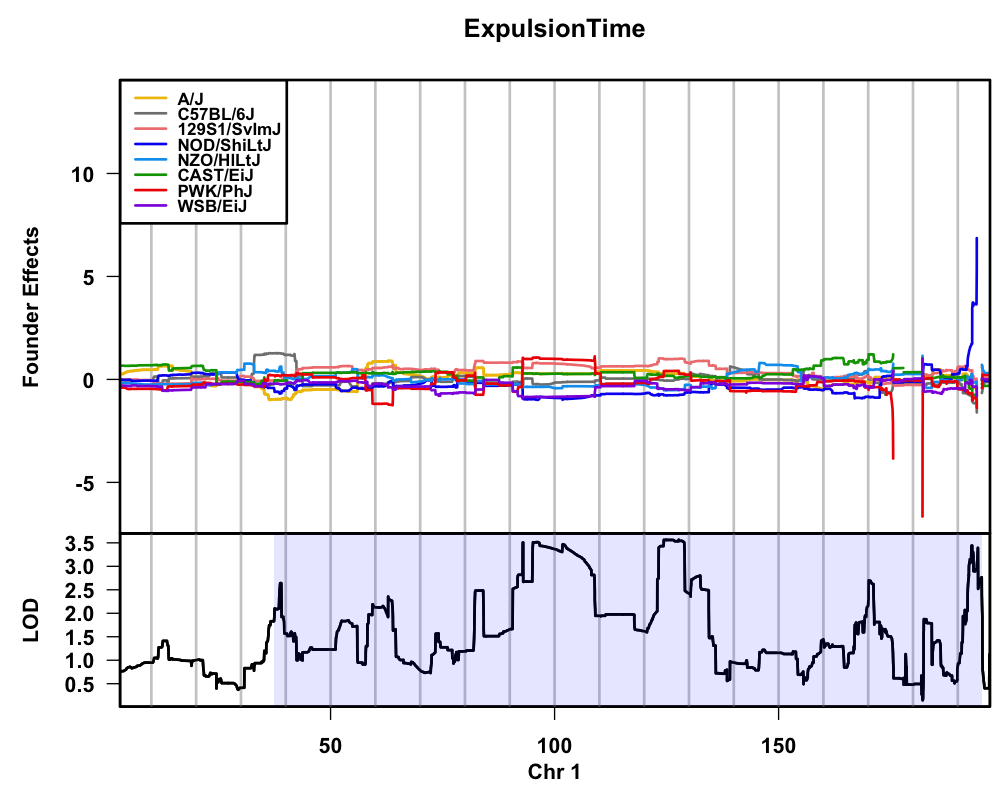 ExpulsionTime
A/J
C57BL/6J
129S1/SvImJ
NOD/ShiLtJ
NZO/HlLtJ
CAST/EiJ
PWK/PhJ
WSB/EiJ
Founder Effects
10
5
0
-5
LOD
3.5
3.0
2.5
2.0
1.5
1.0
0.5
50 100 150
Chr 1